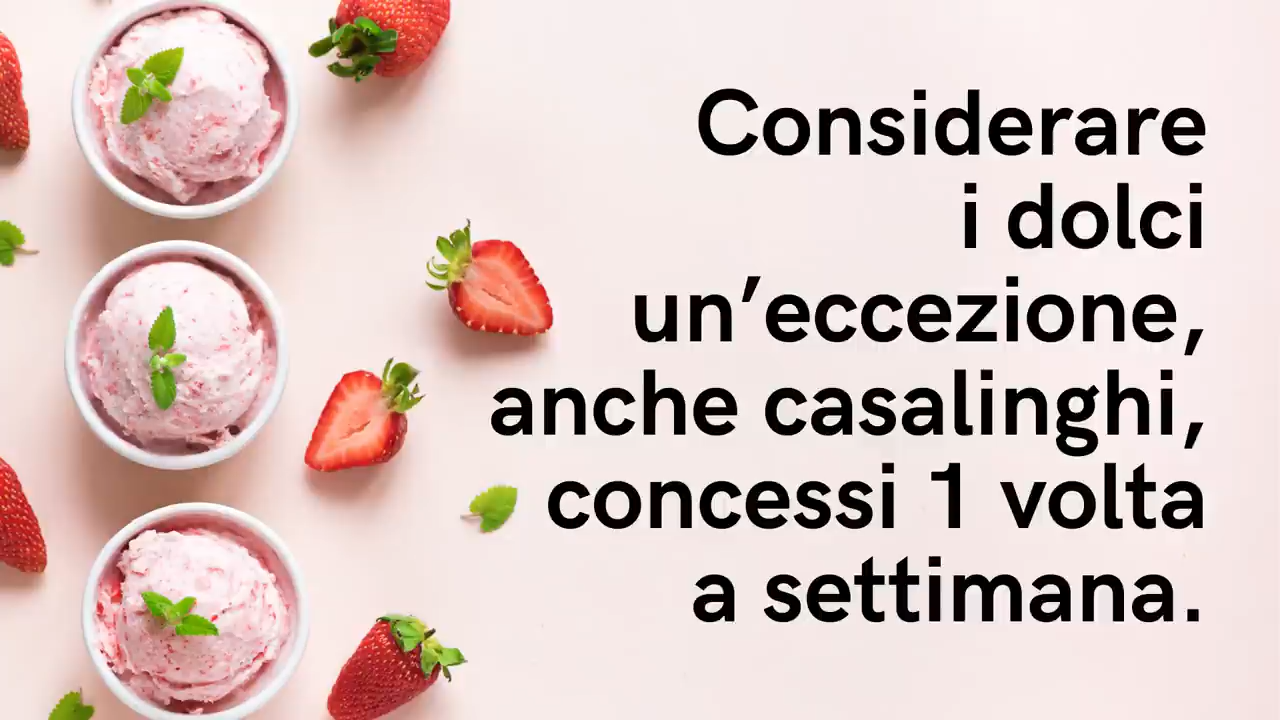 Considerare
i dolci
un’eccezione,
anche casalinghi,
concessi 1 volta
a settimana.